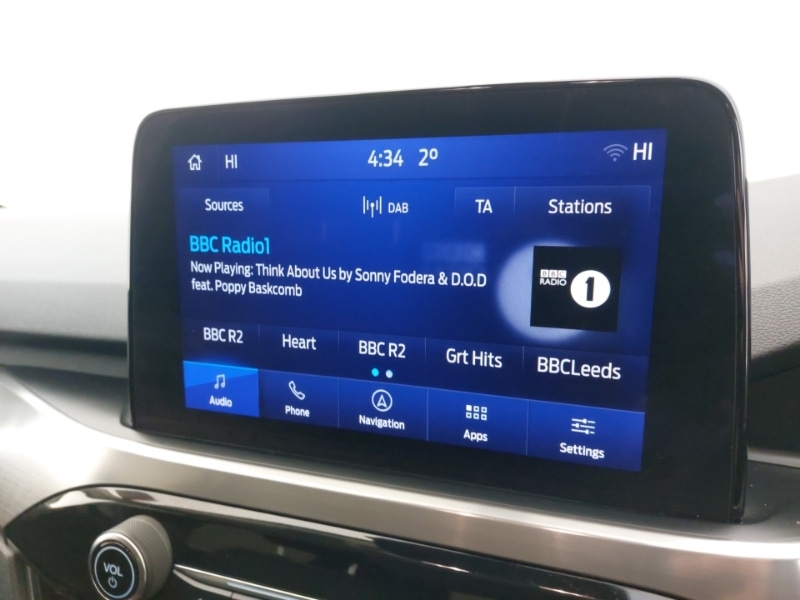 HI 4:34 2º HI
Sources DAB TA Stations
BBC Radio1
Now Playing: Think About Us by Sonny Fodera & D.O.D
feat. Poppy Baskcomb
BBC
RADIO 1
BBC R2 Heart BBC R2 Grt Hits BBCLeeds
Audio Phone Navigation Apps Settings
VOL